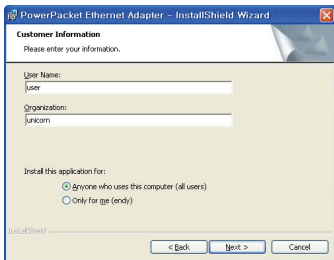 PowerPacket Ethernet Adapter - InstallShield Wizard
Customer Information
Please enter your information.
User Name:
user
Organization:
unicorn
Install this application for:
Anyone who uses this computer (all users)
Only for me (endy)
InstallShield
< Back Next > Cancel